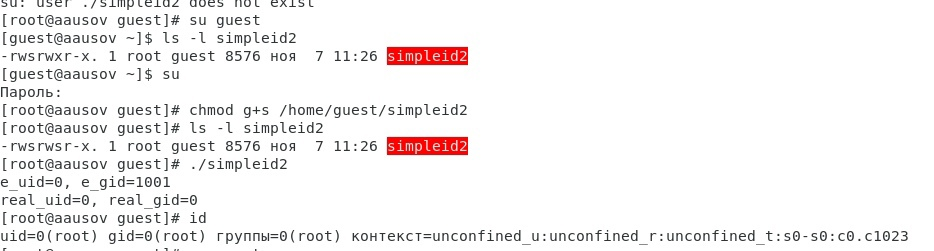 su: user ./simpleid2 does not exist
[root@aausov guest]# su guest
[guest@aausov ~]$ ls -l simpleid2
-rwsrwxr-x. 1 root guest 8576 ноя  7 11:26 simpleid2
[guest@aausov ~]$ su
Пароль:
[root@aausov guest]# chmod g+s /home/guest/simpleid2
[root@aausov guest]# ls -l simpleid2
-rwsrwsr-x. 1 root guest 8576 ноя  7 11:26 simpleid2
[root@aausov guest]# ./simpleid2
e_uid=0, e_gid=1001
real_uid=0, real_gid=0
[root@aausov guest]# id
uid=0(root) gid=0(root) группы=0(root) контекст=unconfined_u:unconfined_r:unconfined_t:s0-s0:c0.c1023